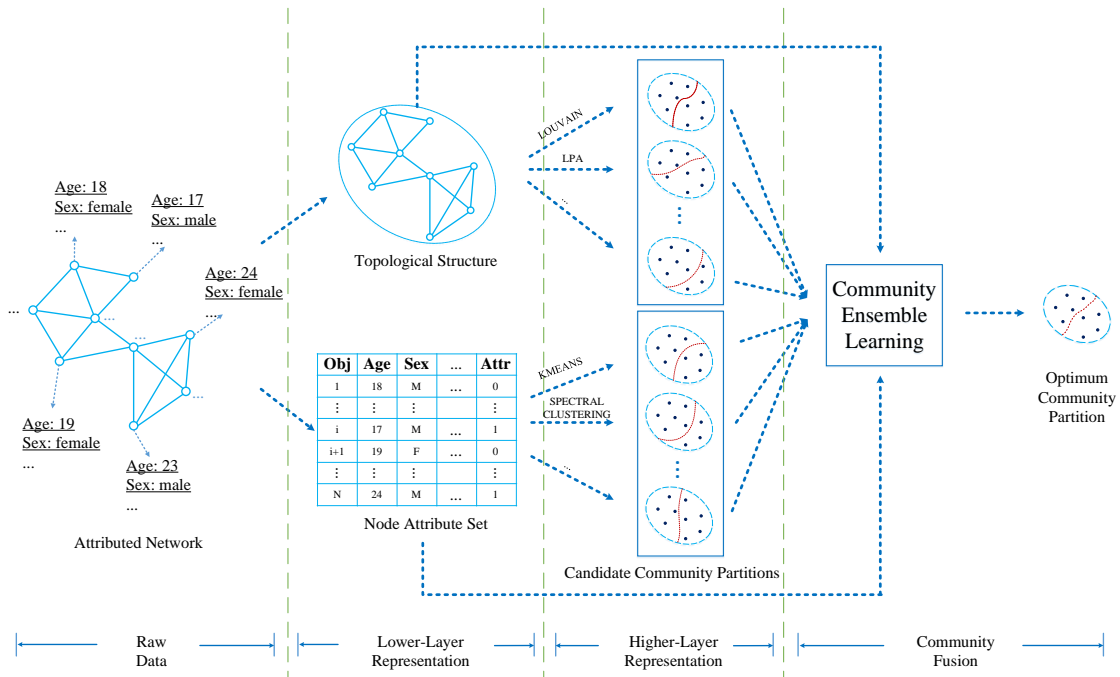 Age: 18
Sex: female
...
Age: 17
Sex: male
...
Age: 24
Sex: female
....
...
...
...
...
Age: 19
Sex: female
...
Age: 23
Sex: male
...
Attributed Network
Topological Structure
Obj Age Sex ... Attr
1 18 M ... 0
⋮ ⋮ ⋮ ⋮
i 17 M ... 1
i+1 19 F ... 0
⋮ ⋮ ⋮ ⋮
N 24 M ... 1
Node Attribute Set
LOUVAIN
LPA
...
KMEANS
SPECTRAL
CLUSTERING
...
⋮
⋮
Candidate Community Partitions
Community
Ensemble
Learning
Optimum
Community
Partition
Raw
Data
Lower-Layer
Representation
Higher-Layer
Representation
Community
Fusion